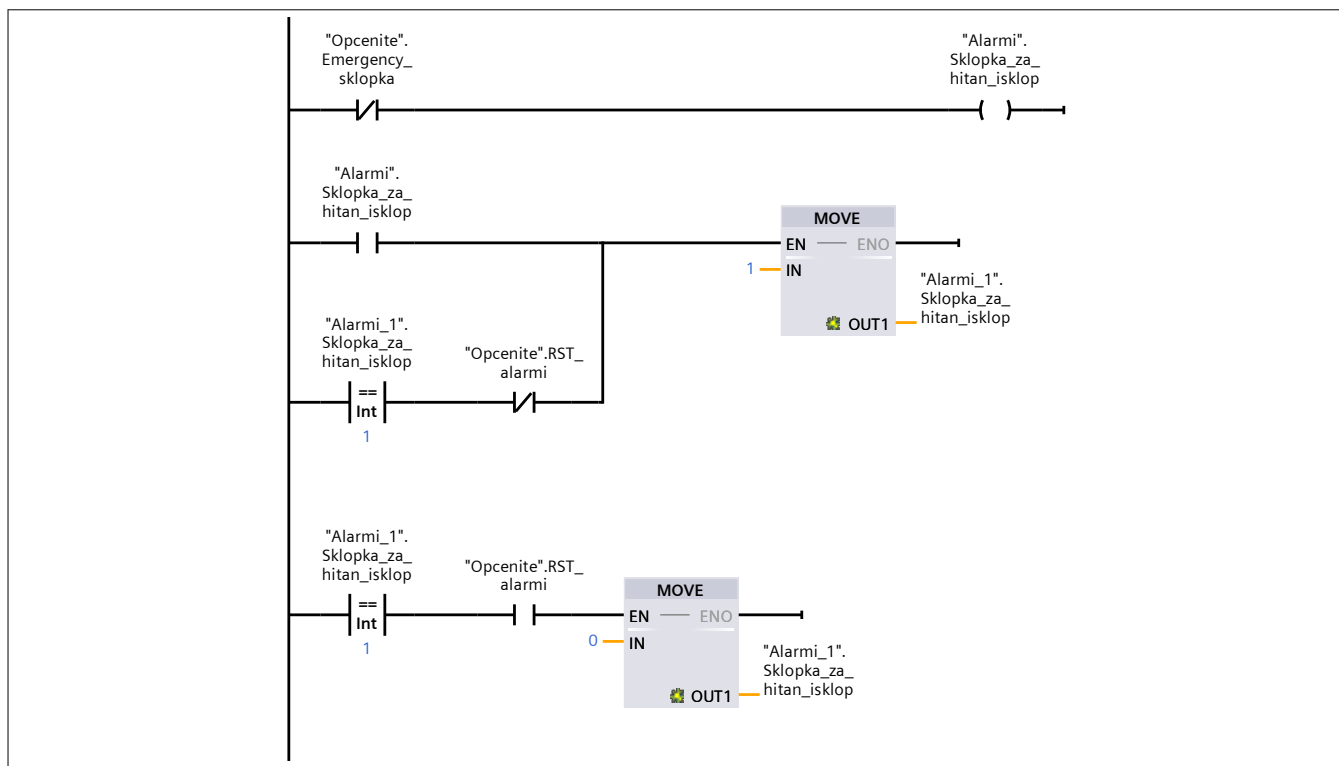 "Opcenite".
Emergency_
sklopka
"Alarmi".
Sklopka_za_
hitan_isklop
"Alarmi".
Sklopka_za_
hitan_isklop
MOVE
EN
ENO
1
IN
"Alarmi_1".
Sklopka_za_
hitan_isklop
OUT1
"Alarmi_1".
Sklopka_za_
hitan_isklop
"Opcenite".RST_
alarmi
==
Int
1
"Alarmi_1".
Sklopka_za_
hitan_isklop
"Opcenite".RST_
alarmi
==
Int
1
MOVE
EN
ENO
0
IN
"Alarmi_1".
Sklopka_za_
hitan_isklop
OUT1